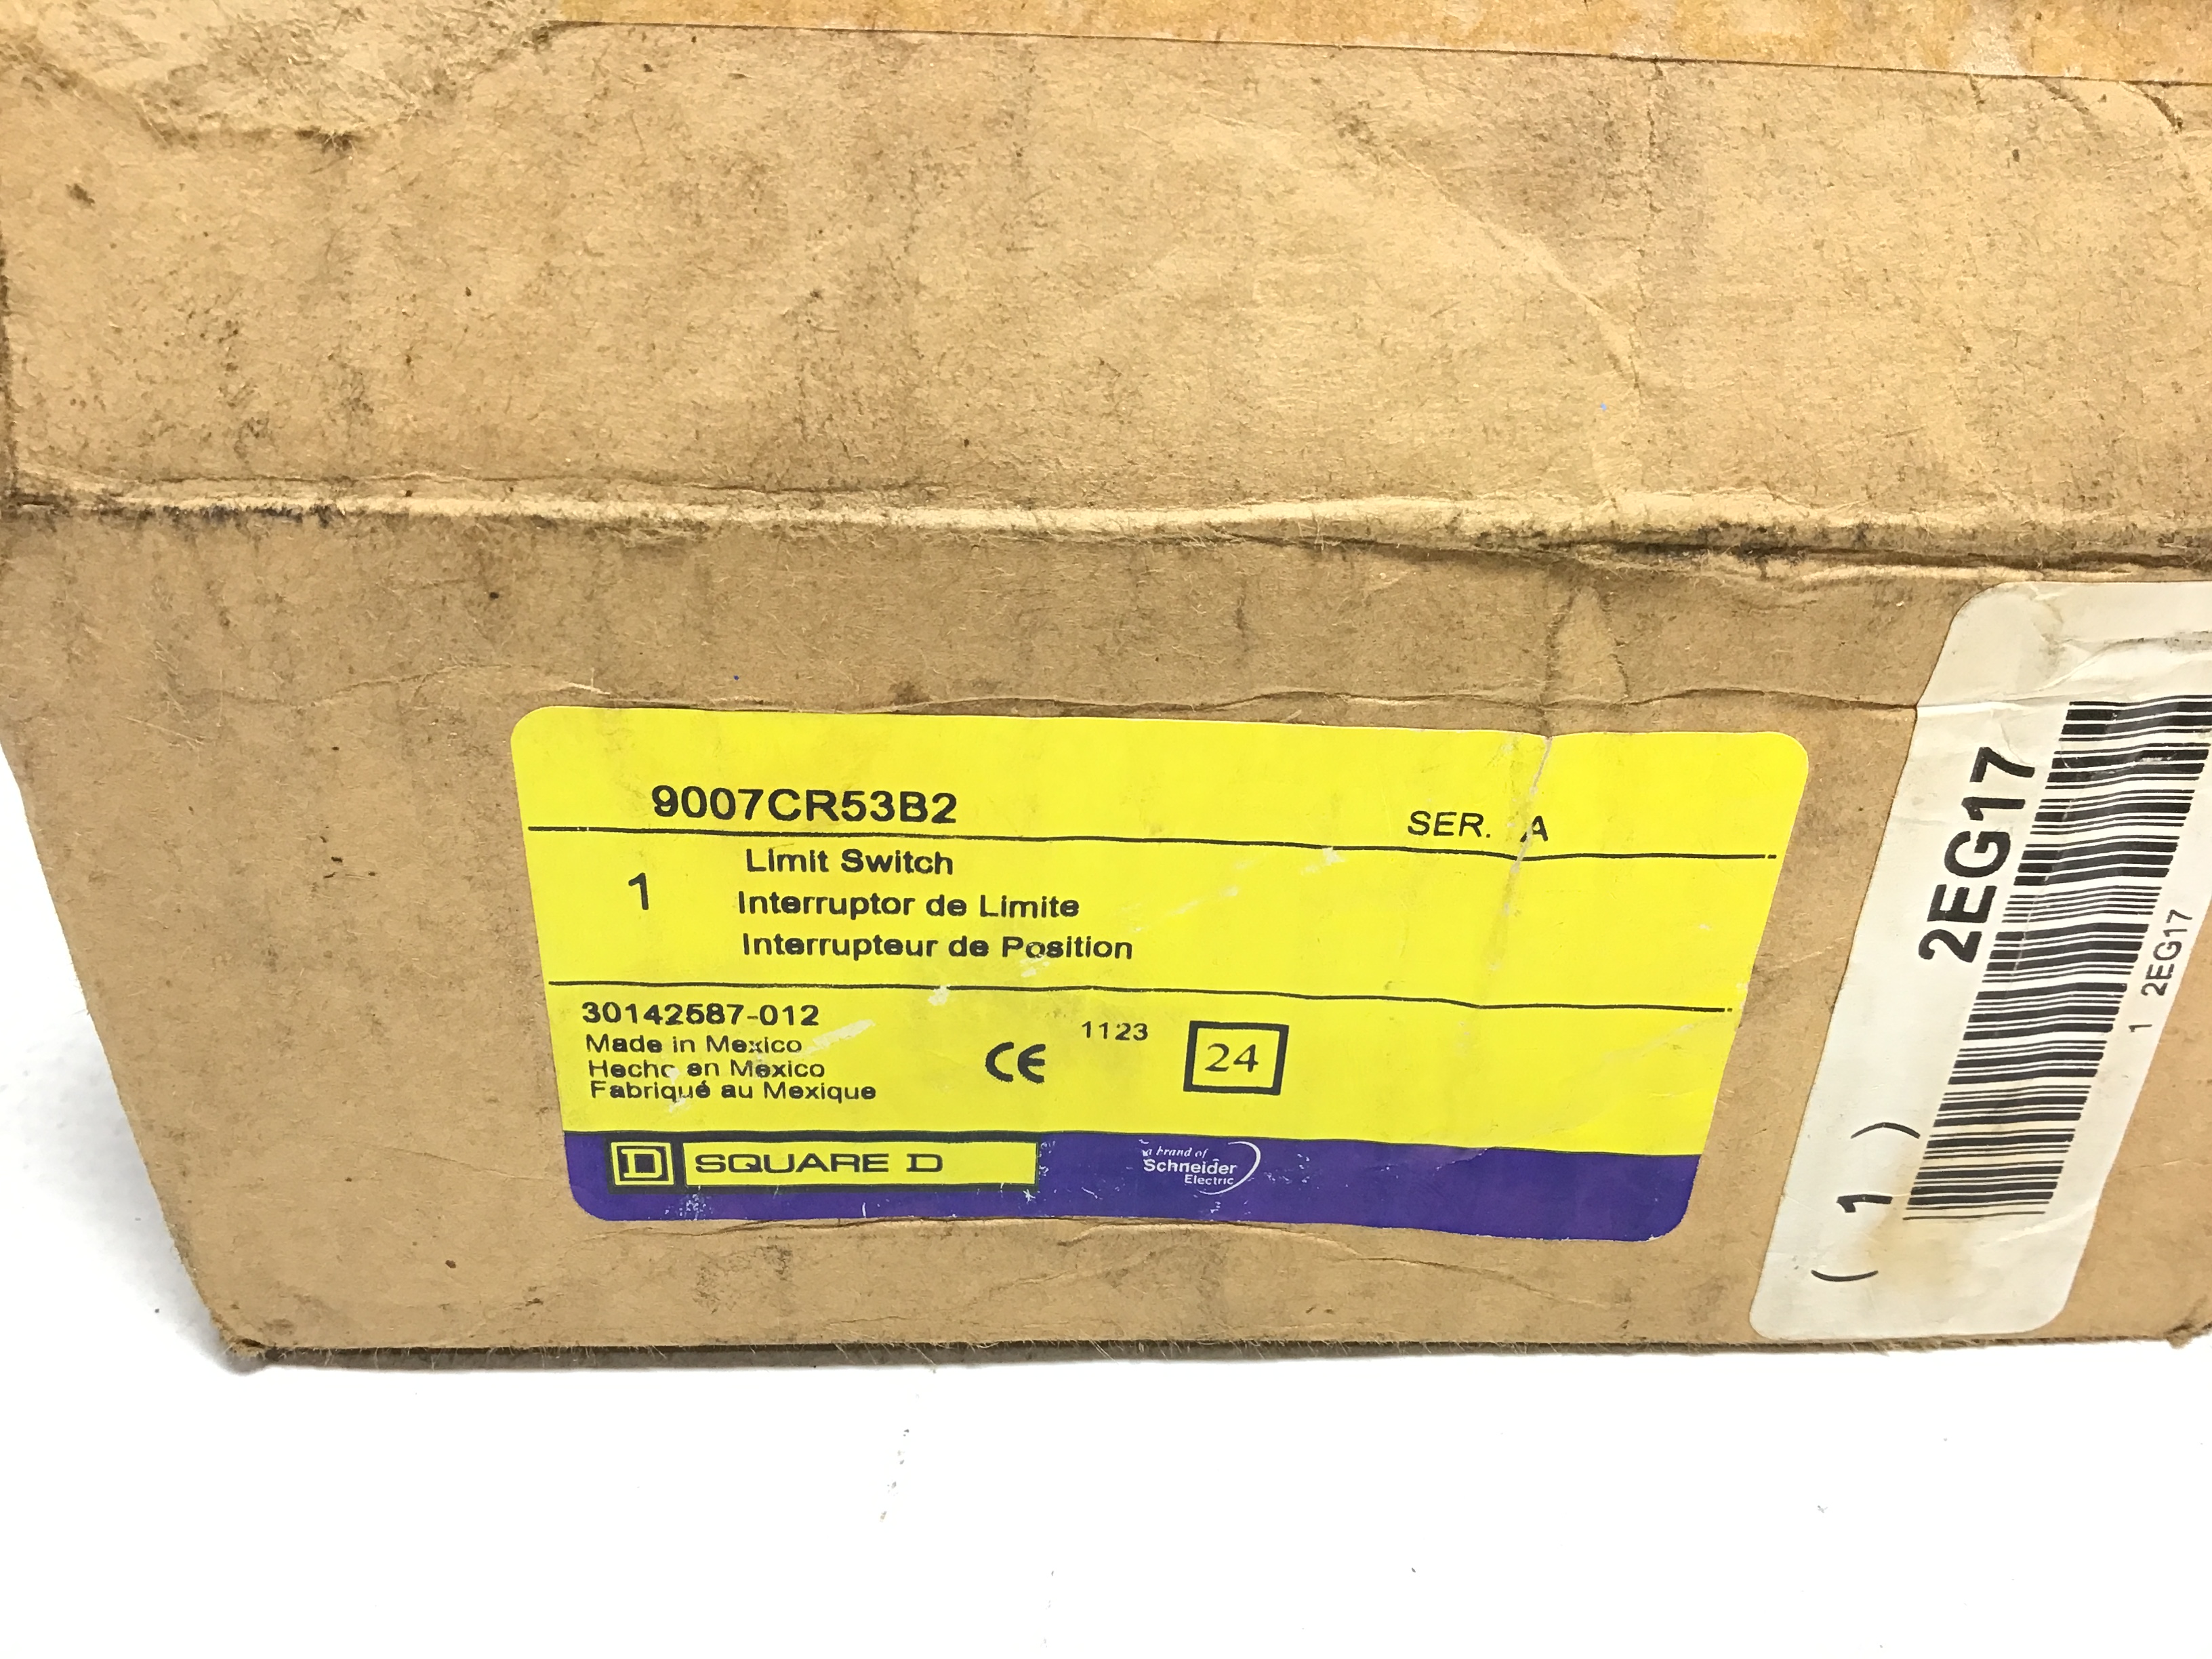 9007CR53B2
SER. A
1
Limit Switch
Interruptor de Limite
Interrupteur de Position
30142587-012
Made in Mexico
Hecho en Mexico
Fabriqué au Mexique
CE
1123
24
D SQUARE D
a brand of
Schneider
Electric
2EG17
1 2EG17
( 1 )